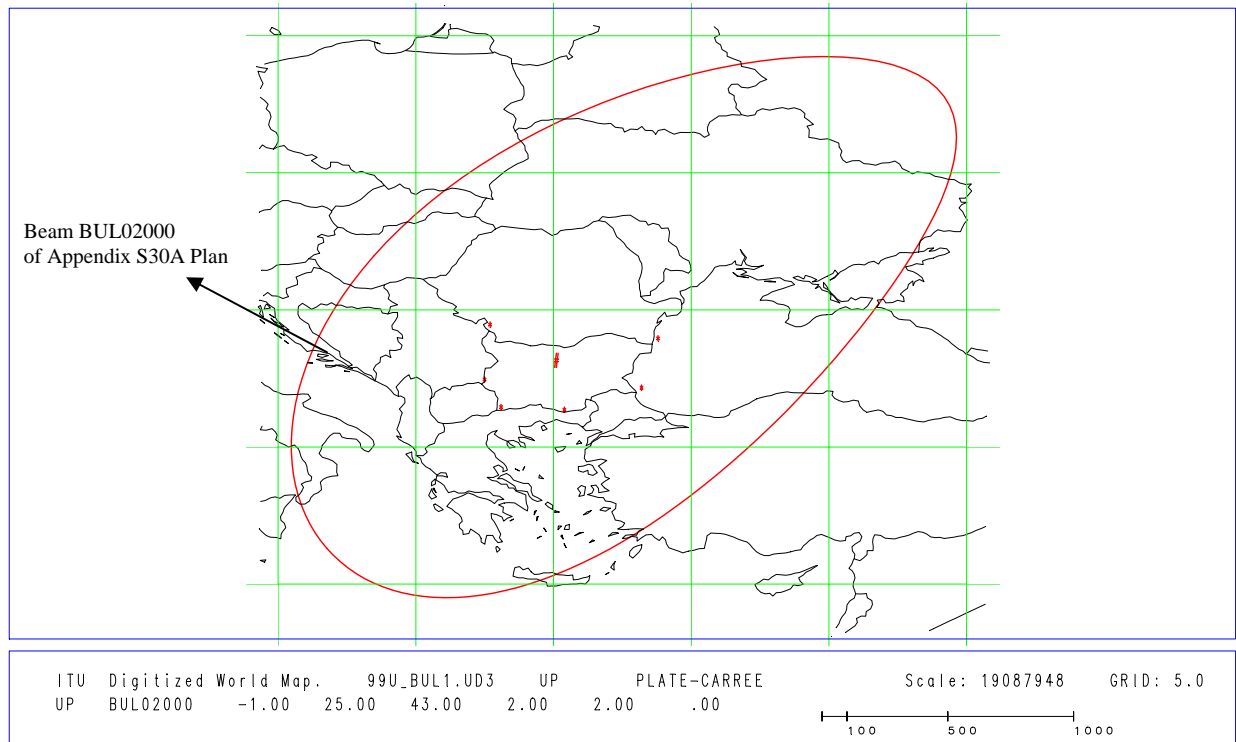 Beam BUL02000
of Appendix S30A Plan
ITU Digitized World Map. 99U_BUL1.UD3 UP PLATE-CARREE Scale: 19087948 GRID: 5.0
UP BUL02000 -1.00 25.00 43.00 2.00 2.00 .00
100 500 1000